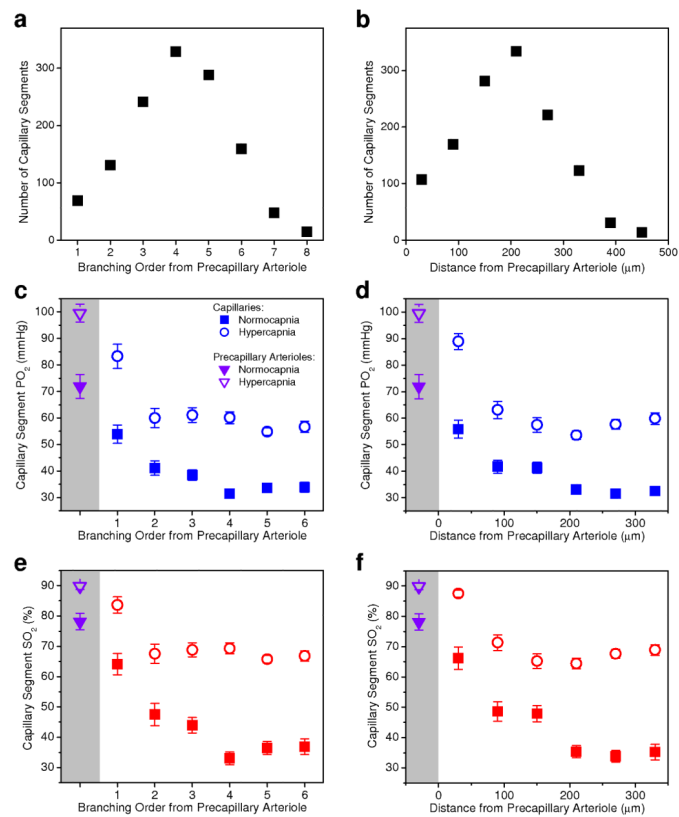 a
b
Number of Capillary Segments
300
200
100
0
1 2 3 4 5 6 7 8
Branching Order from Precapillary Arteriole
Number of Capillary Segments
300
200
100
0
0 100 200 300 400 500
Distance from Precapillary Arteriole (μm)
c
d
Capillary Segment PO2 (mmHg)
100
90
80
70
60
50
40
30
Capillaries:
Normocapnia
Hypercapnia
Precapillary Arterioles:
Normocapnia
Hypercapnia
1 2 3 4 5 6
Branching Order from Precapillary Arteriole
Capillary Segment PO2 (mmHg)
100
90
80
70
60
50
40
30
0 100 200 300
Distance from Precapillary Arteriole (μm)
e
f
Capillary Segment SO2 (%)
90
80
70
60
50
40
30
1 2 3 4 5 6
Branching Order from Precapillary Arteriole
Capillary Segment SO2 (%)
90
80
70
60
50
40
30
0 100 200 300
Distance from Precapillary Arteriole (μm)